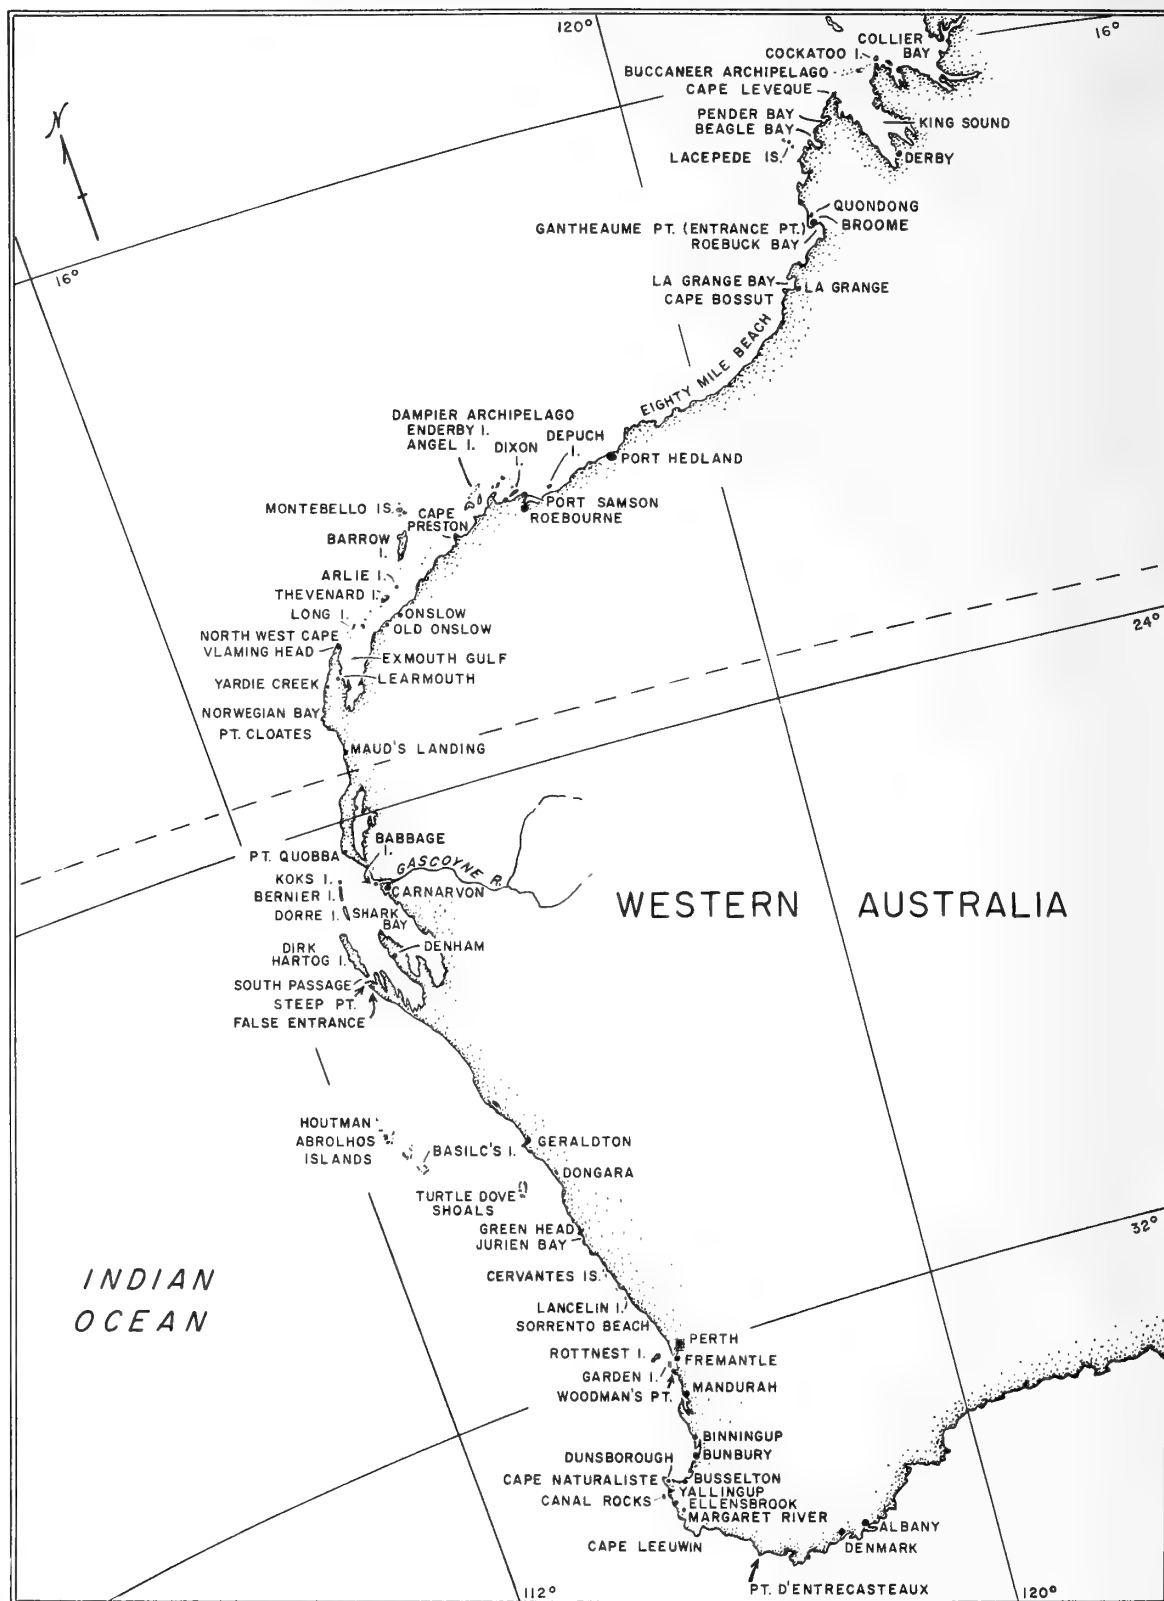 120°
16°
COLLIER
BAY
COCKATOO I.
BUCCANEER ARCHIPELAGO
CAPE LEVEQUE
PENDER BAY
BEAGLE BAY
KING SOUND
LACEPEDE IS.
DERBY
N
QUONDONG
GANTHEAUME PT. (ENTRANCE PT.)
BROOME
ROEBUCK BAY
16°
LA GRANGE BAY
LA GRANGE
CAPE BOSSUT
EIGHTY MILE BEACH
DAMPIER ARCHIPELAGO
ENDERBY I.
ANGEL I.
DIXON
I.
DEPUCH
I.
PORT HEDLAND
MONTEBELLO IS.
CAPE
PRESTON
PORT SAMSON
ROEBOURNE
BARROW
I.
ARLIE I.
THEVENARD I.
LONG I.
ONSLOW
OLD ONSLOW
24°
NORTH WEST CAPE
VLAMING HEAD
EXMOUTH GULF
YARDIE CREEK
LEARMOUTH
NORWEGIAN BAY
PT. CLOATES
MAUD'S LANDING
BABBAGE
I.
PT. QUOBBA
GASCOYNE R.
KOKS I.
BERNIER I.
CARNARVON
DORRE I.
SHARK
BAY
WESTERN AUSTRALIA
DIRK
HARTOG I.
DENHAM
SOUTH PASSAGE
STEEP PT.
FALSE ENTRANCE
HOUTMAN
ABROLHOS
ISLANDS
BASILC'S I.
GERALDTON
DONGARA
TURTLE DOVE
SHOALS
32°
GREEN HEAD
JURIEN BAY
INDIAN
OCEAN
CERVANTES IS.
LANCELIN I.
SORRENTO BEACH
PERTH
ROTTNEST I.
FREMANTLE
GARDEN I.
WOODMAN'S PT.
MANDURAH
BINNINGUP
DUNSBOROUGH
BUNBURY
CAPE NATURALISTE
BUSSELTON
YALLINGUP
CANAL ROCKS
ELLENSBROOK
MARGARET RIVER
ALBANY
CAPE LEEUWIN
DENMARK
PT. D'ENTRECASTEAUX
112°
120°